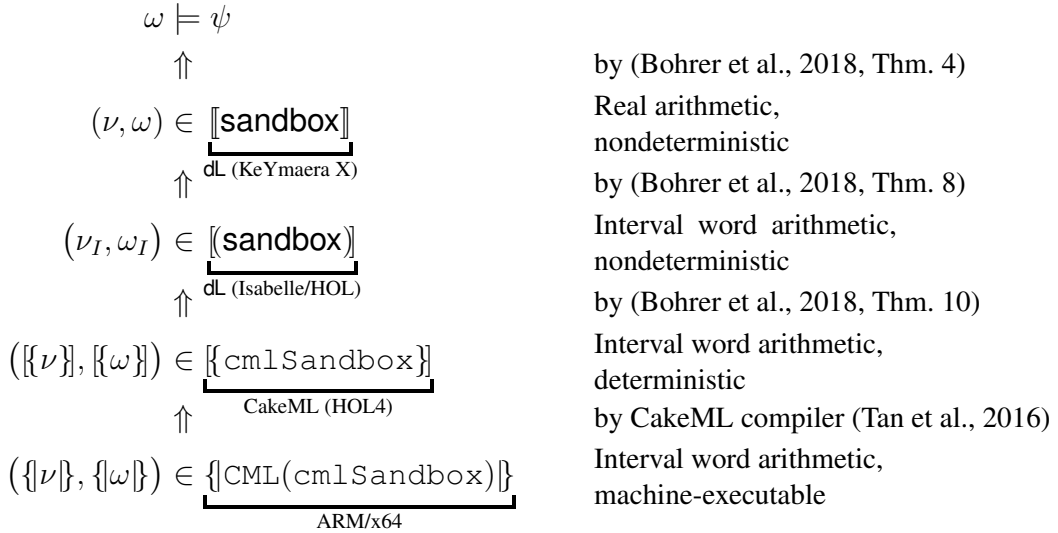 ω ⊨ ψ
⇑ by (Bohrer et al., 2018, Thm. 4)
(ν, ω) ∈ ⟦sandbox⟧ Real arithmetic,
nondeterministic
dL (KeYmaera X)
⇑ by (Bohrer et al., 2018, Thm. 8)
(ν_I, ω_I) ∈ [(sandbox)] Interval word arithmetic,
nondeterministic
dL (Isabelle/HOL)
⇑ by (Bohrer et al., 2018, Thm. 10)
([{ν}], [{ω}]) ∈ [{cmlSandbox}] Interval word arithmetic,
deterministic
CakeML (HOL4)
⇑ by CakeML compiler (Tan et al., 2016)
({|ν|}, {|ω|}) ∈ {|CML(cmlSandbox)|} Interval word arithmetic,
machine-executable
ARM/x64